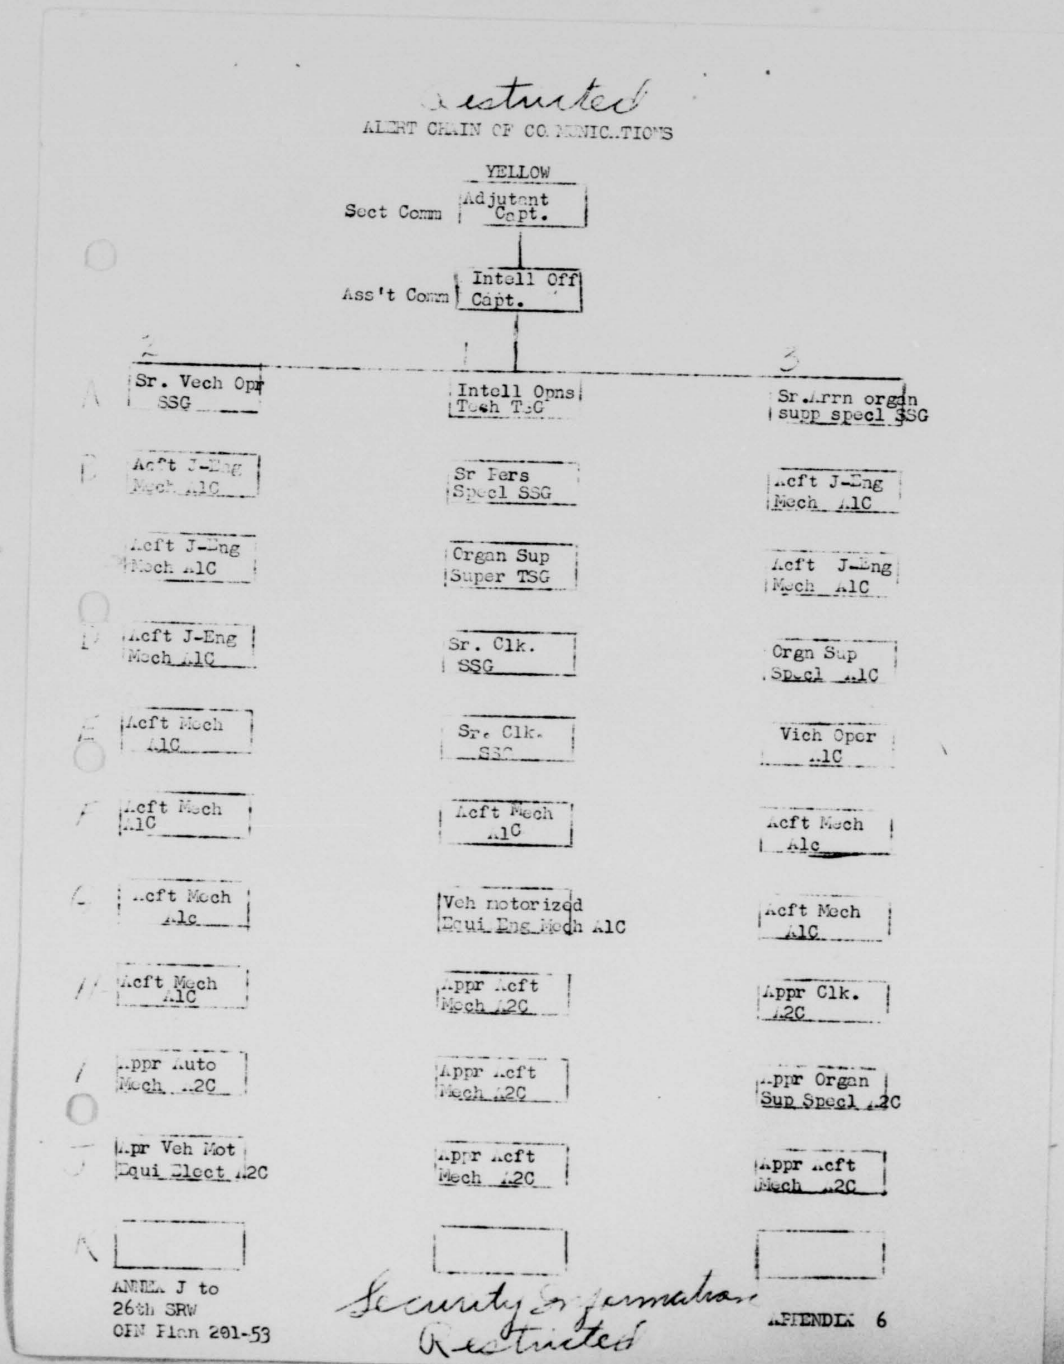 Restricted
ALERT CHAIN OF COMMUNICATIONS
YELLOW
Sect Comm Adjutant
Capt.
Ass't Comm Intell Off
Capt.
2 1 3
A Sr. Vech Opr Intell Opns Sr. Arrn organ
SSG Tech TSG supp specl SSG
B Acft J-Eng Sr Pers Acft J-Eng
Mech A1C Specl SSG Mech A1C
Acft J-Eng Organ Sup Acft J-Eng
Mech A1C Super TSG Mech A1C
D Acft J-Eng Sr. Clk. Orgn Sup
Mech A1C SSG Specl A1C
E Acft Mech Sr. Clk. Vich Oper
A1C SSG A1C
F Acft Mech Acft Mech Acft Mech
A1C A1C A1c
G Acft Mech Veh motorized Acft Mech
A1c Equi Eng Mech A1C A1C
H Acft Mech Appr Acft Appr Clk.
A1C Mech A2C A2C
I Appr Auto Appr Acft Appr Organ
Mech A2C Mech A2C Sup Specl A2C
J Apr Veh Mot Appr Acft Appr Acft
Equi Elect A2C Mech A2C Mech A2C
K
ANNEX J to
26th SRW
OPN Plan 201-53
Security Information
Restricted
APPENDIX 6